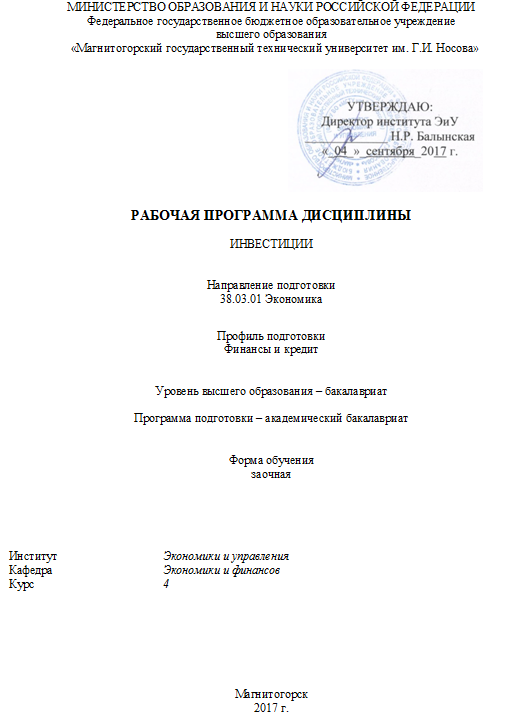 МИНИСТЕРСТВО ОБРАЗОВАНИЯ И НАУКИ РОССИЙСКОЙ ФЕДЕРАЦИИ
Федеральное государственное бюджетное образовательное учреждение
высшего образования
«Магнитогорский государственный технический университет им. Г.И. Носова»
УТВЕРЖДАЮ:
Директор института ЭиУ
Н.Р. Балынская
« 04 » сентября 2017 г.
РАБОЧАЯ ПРОГРАММА ДИСЦИПЛИНЫ
ИНВЕСТИЦИИ
Направление подготовки
38.03.01 Экономика
Профиль подготовки
Финансы и кредит
Уровень высшего образования – бакалавриат
Программа подготовки – академический бакалавриат
Форма обучения
заочная
Институт Экономики и управления
Кафедра Экономики и финансов
Курс 4
Магнитогорск
2017 г.